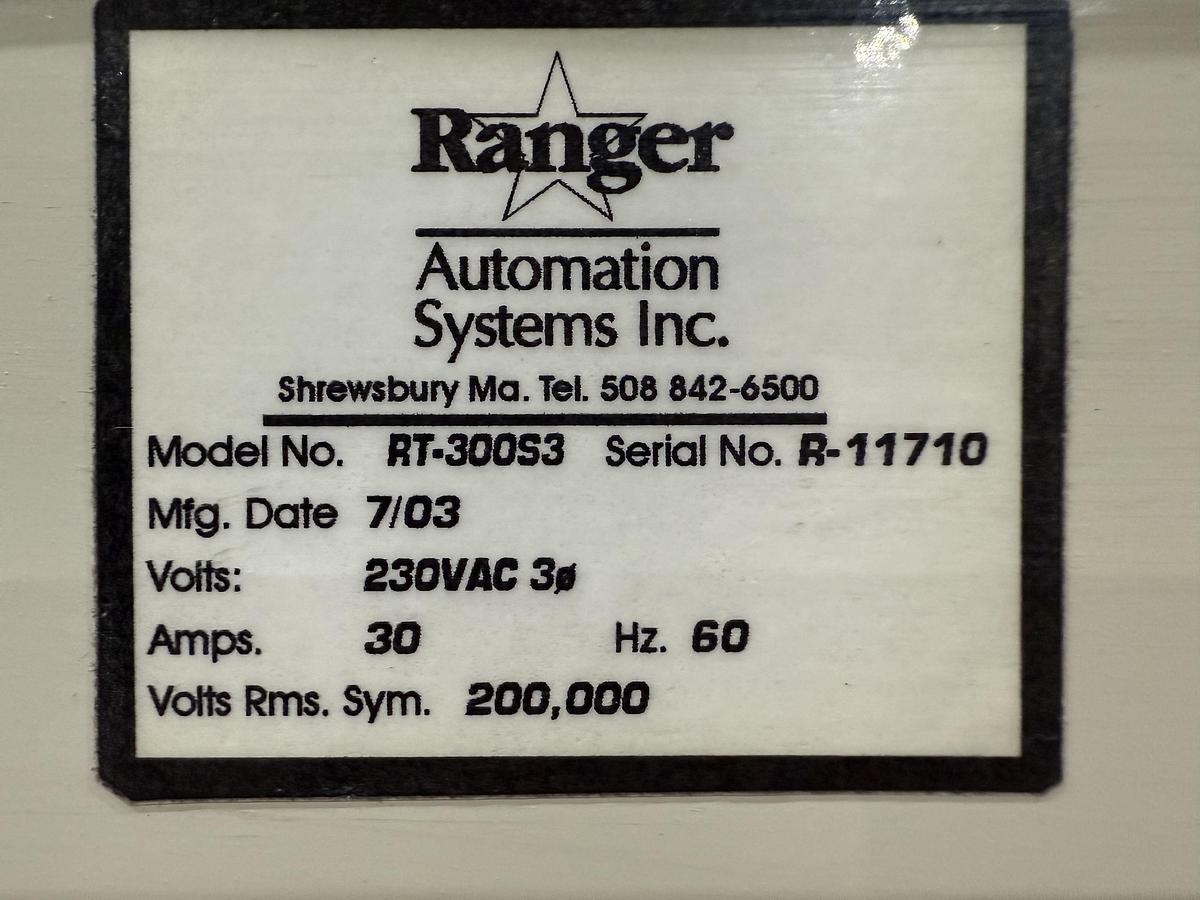 Ranger
Automation
Systems Inc.
Shrewsbury Ma. Tel. 508 842-6500
Model No. RT-300S3 Serial No. R-11710
Mfg. Date 7/03
Volts: 230VAC 3ø
Amps. 30 Hz. 60
Volts Rms. Sym. 200,000